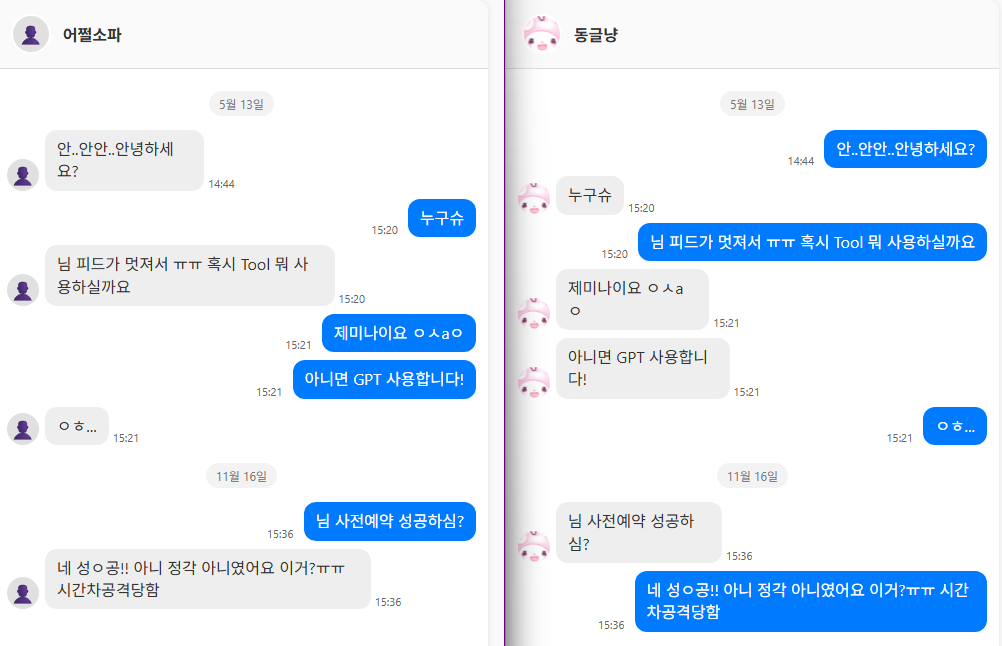 어쩔소파
5월 13일
안..안안..안녕하세
요?
14:44
누구슈
15:20
님 피드가 멋져서 ㅠㅠ 혹시 Tool 뭐 사
용하실까요
15:20
제미나이요 ㅇㅅaㅇ
15:21
아니면 GPT 사용합니다!
15:21
ㅇㅎ...
15:21
11월 16일
님 사전예약 성공하심?
15:36
네 성ㅇ공!! 아니 정각 아니였어요 이거?ㅠㅠ
시간차공격당함
15:36
동글냥
5월 13일
안..안안..안녕하세요?
14:44
누구슈
15:20
님 피드가 멋져서 ㅠㅠ 혹시 Tool 뭐 사용하실까요
15:20
제미나이요 ㅇㅅa
ㅇ
15:21
아니면 GPT 사용합니
다!
15:21
ㅇㅎ...
15:21
11월 16일
님 사전예약 성공하
심?
15:36
네 성ㅇ공!! 아니 정각 아니였어요 이거?ㅠㅠ 시간
차공격당함
15:36